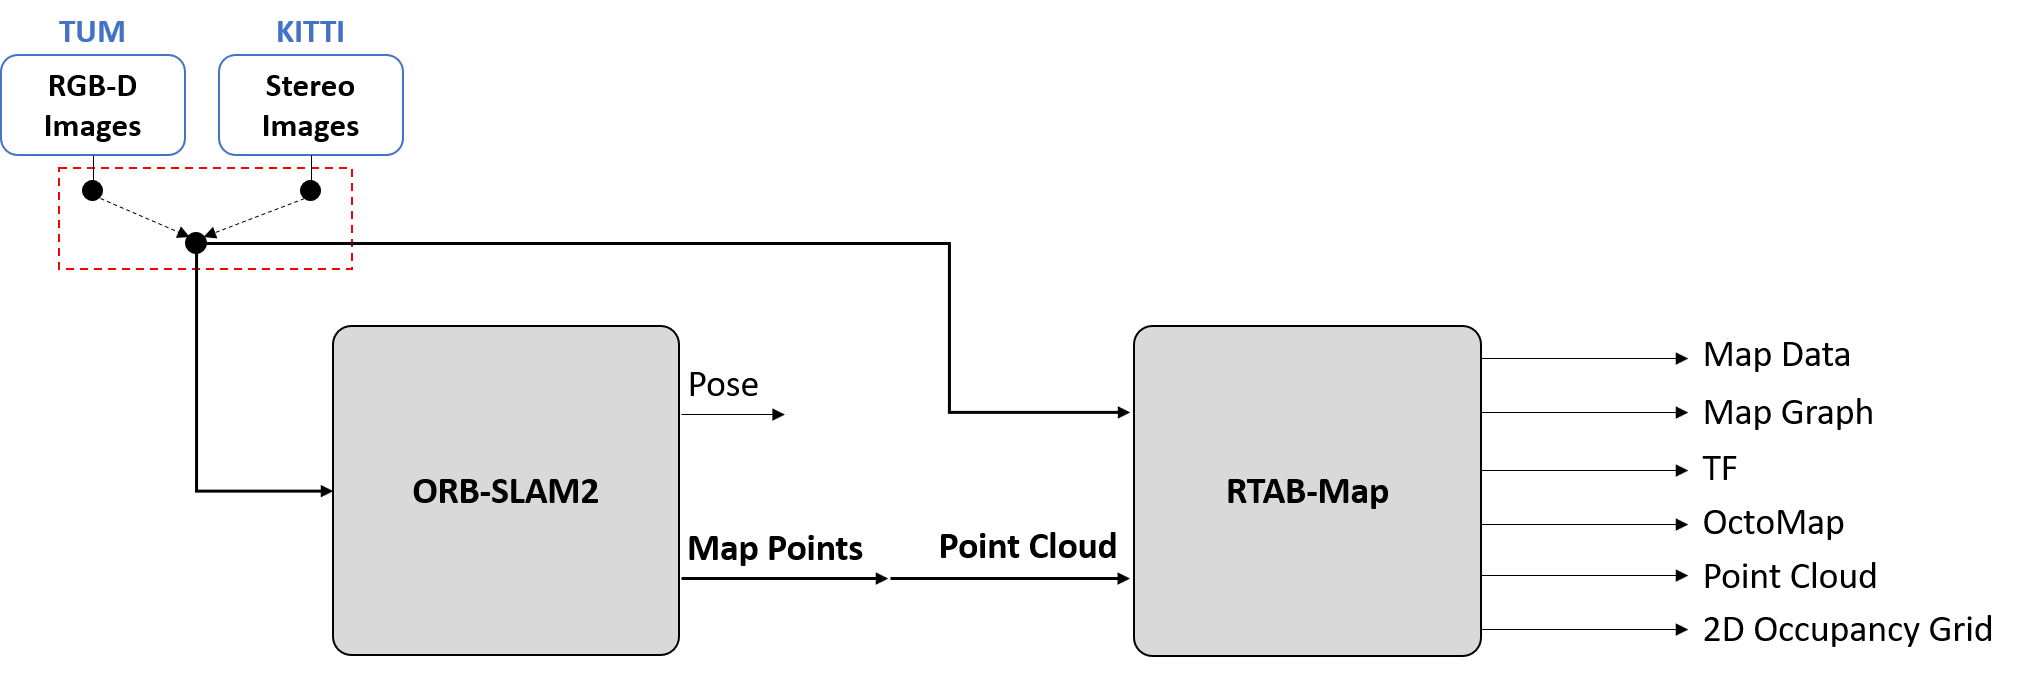 TUM
KITTI
RGB-D
Images
Stereo
Images
Pose
ORB-SLAM2
Map Points
Point Cloud
RTAB-Map
Map Data
Map Graph
TF
OctoMap
Point Cloud
2D Occupancy Grid